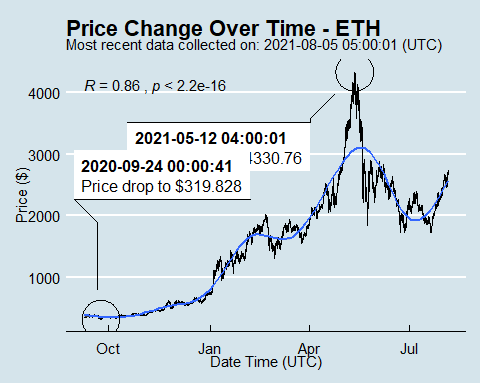 Price Change Over Time - ETH
Most recent data collected on: 2021-08-05 05:00:01 (UTC)
R = 0.86 , p < 2.2e-16
4000
3000
2000
1000
Price ($)
2021-05-12 04:00:01
4330.76
2020-09-24 00:00:41
Price drop to $319.828
Oct
Jan
Apr
Jul
Date Time (UTC)